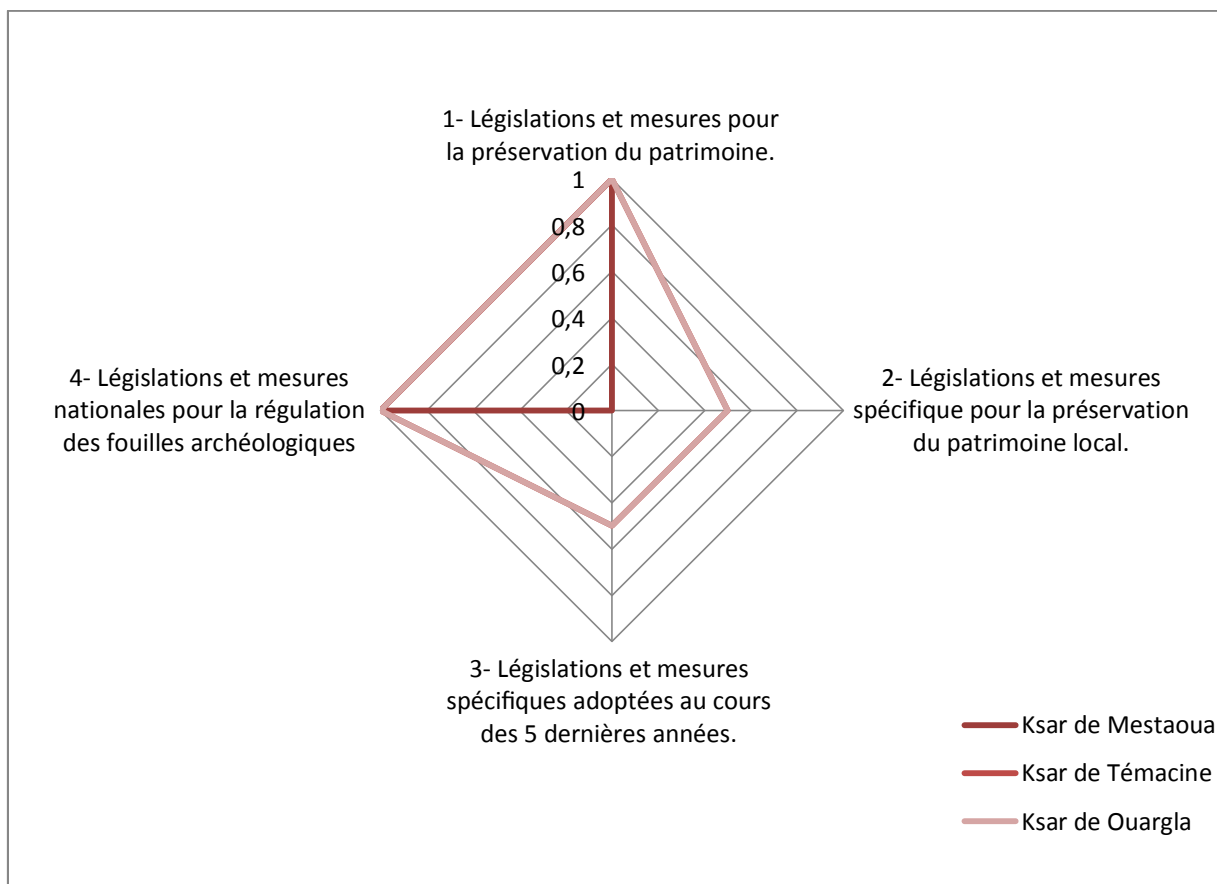 1- Législations et mesures pour
la préservation du patrimoine.
1
0,8
0,6
0,4
0,2
0
4- Législations et mesures
nationales pour la régulation
des fouilles archéologiques
2- Législations et mesures
spécifique pour la préservation
du patrimoine local.
3- Législations et mesures
spécifiques adoptées au cours
des 5 dernières années.
Ksar de Mestaoua
Ksar de Témacine
Ksar de Ouargla